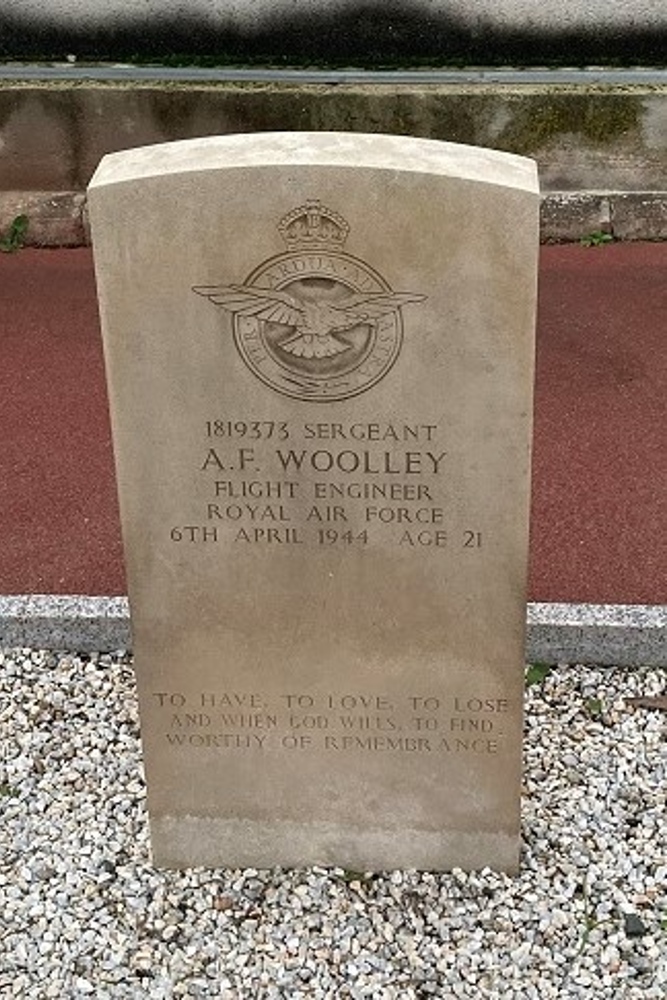 PER · ARDUA · AD ASTRA
1819373 SERGEANT
A.F. WOOLLEY
FLIGHT ENGINEER
ROYAL AIR FORCE
6TH APRIL 1944 AGE 21
TO HAVE, TO LOVE, TO LOSE
AND WHEN GOD WILLS, TO FIND.
WORTHY OF REMEMBRANCE